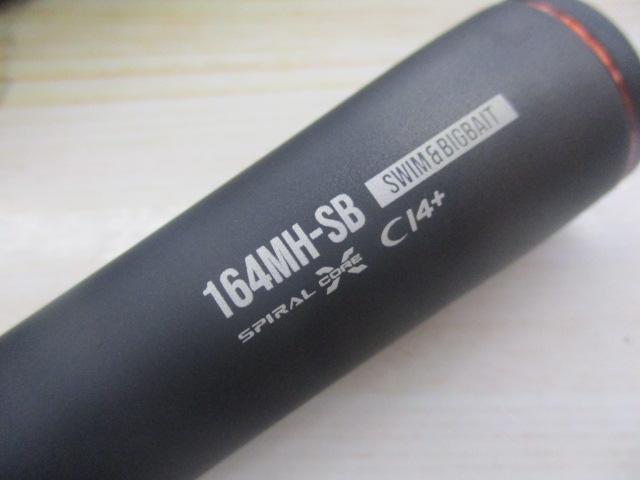 164MH-SB SWIM&BIGBAIT
SPIRAL X CORE CI4+